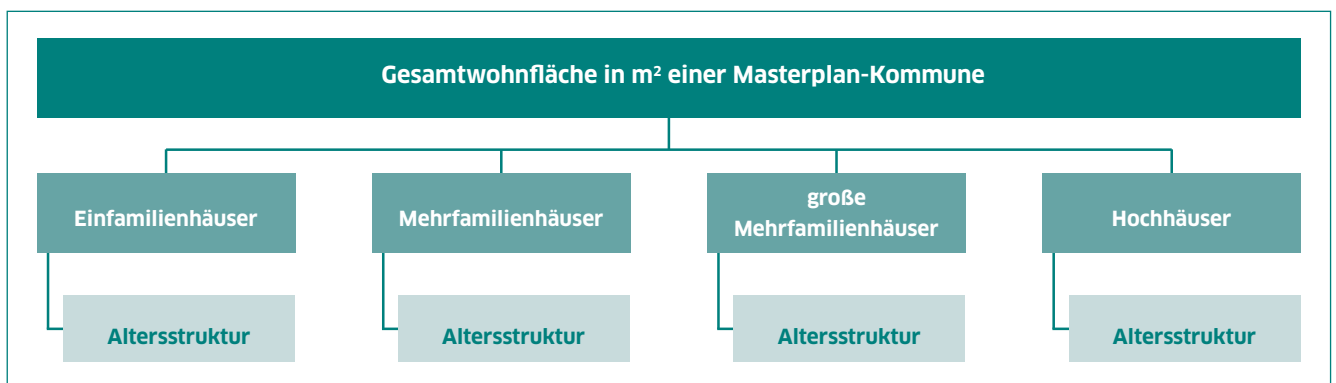 Gesamtwohnfläche in m² einer Masterplan-Kommune
Einfamilienhäuser
Mehrfamilienhäuser
große
Mehrfamilienhäuser
Hochhäuser
Altersstruktur
Altersstruktur
Altersstruktur
Altersstruktur